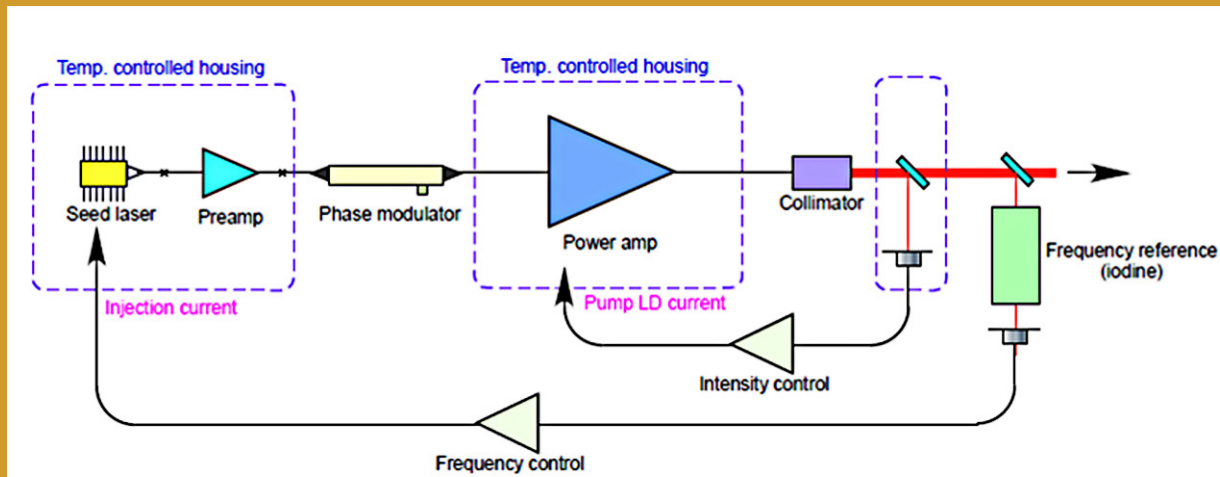 Temp. controlled housing
Temp. controlled housing
Seed laser
Preamp
Phase modulator
Power amp
Collimator
Frequency reference
(iodine)
Injection current
Pump LD current
Intensity control
Frequency control